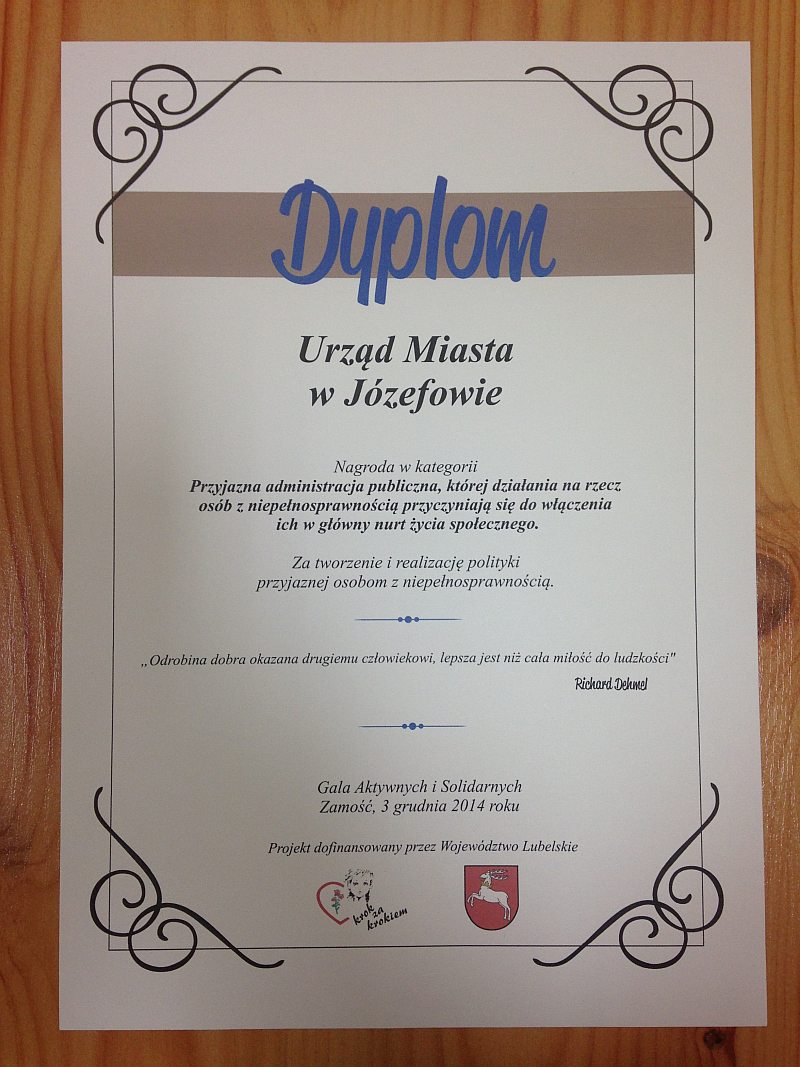 Dyplom
Urząd Miasta
w Józefowie
Nagroda w kategorii
Przyjazna administracja publiczna, której działania na rzecz
osób z niepełnosprawnością przyczyniają się do włączenia
ich w główny nurt życia społecznego.
Za tworzenie i realizację polityki
przyjaznej osobom z niepełnosprawnością.
„Odrobina dobra okazana drugiemu człowiekowi, lepsza jest niż cała miłość do ludzkości"
Richard Dehmel
Gala Aktywnych i Solidarnych
Zamość, 3 grudnia 2014 roku
Projekt dofinansowany przez Województwo Lubelskie
krok
za
krokiem